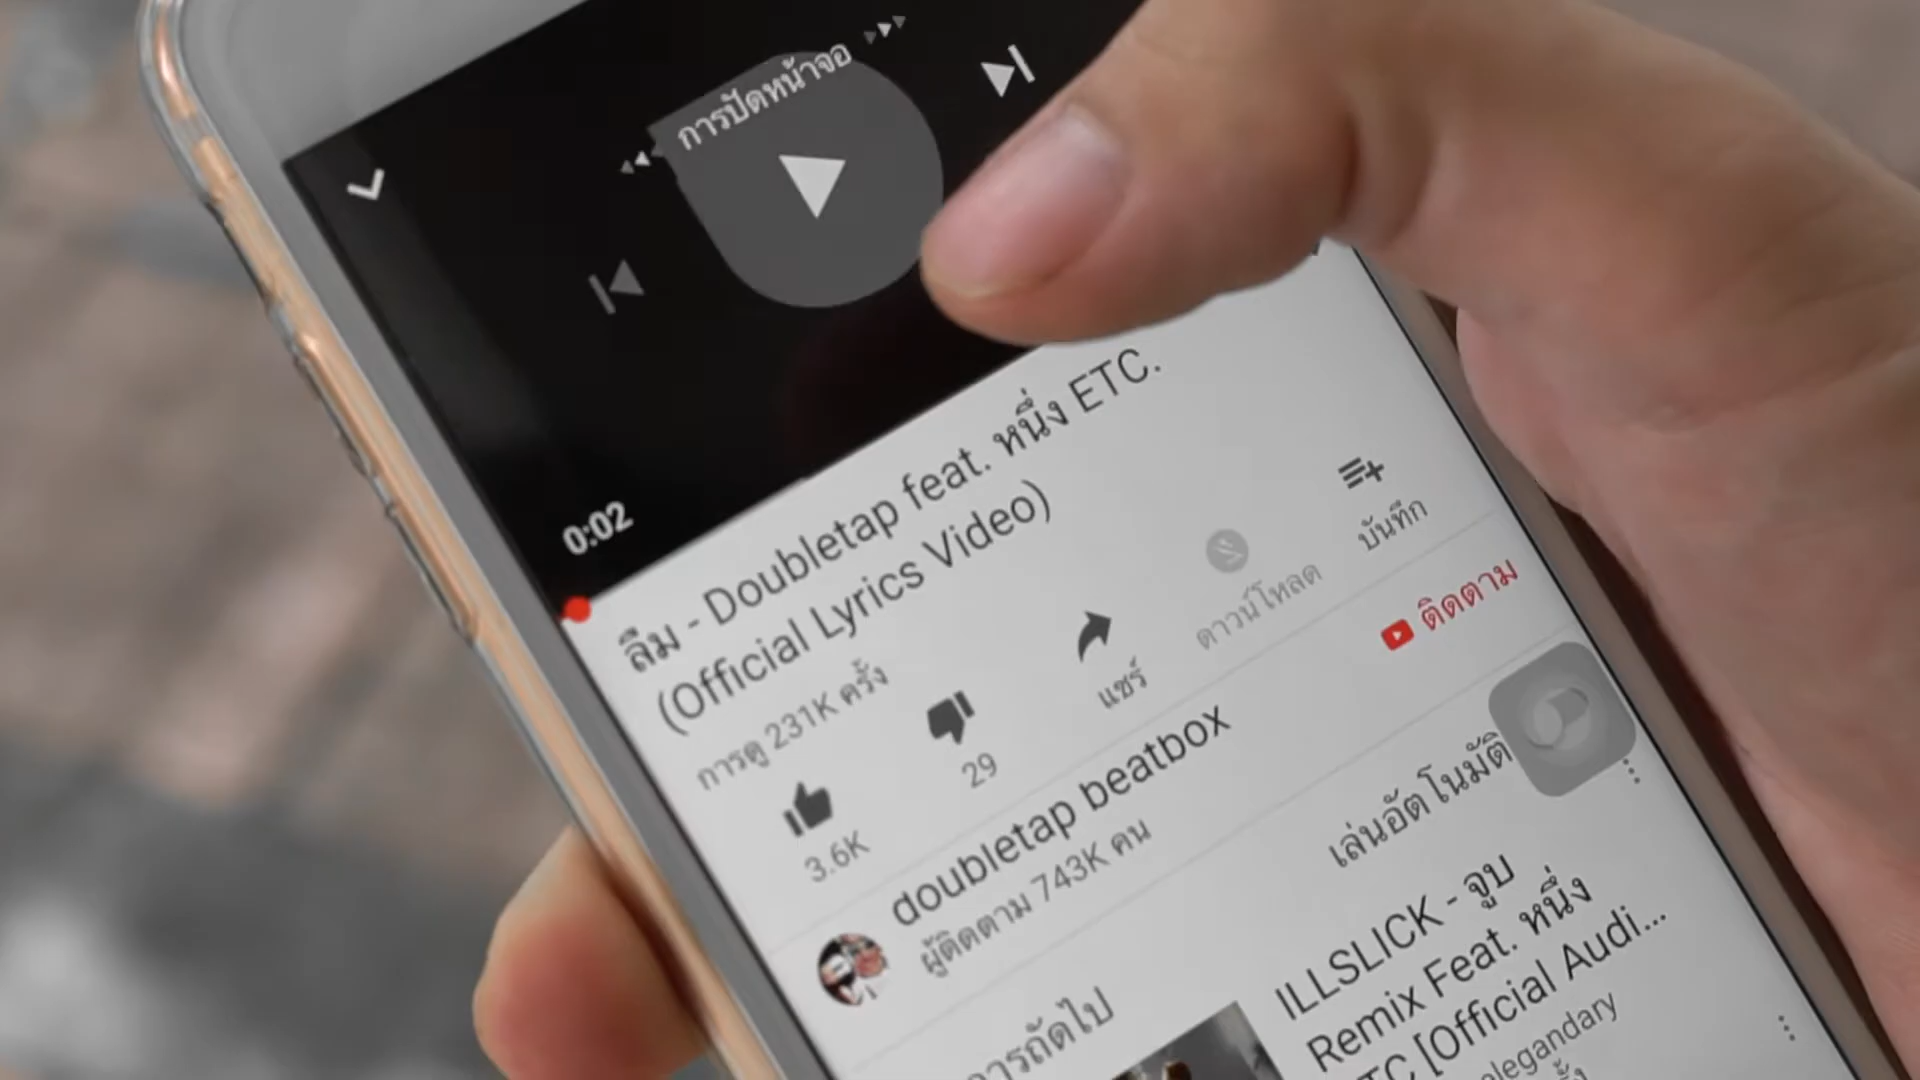 การปัดหน้าจอ
0:02
ลืม - Doubletap feat. หนึ่ง ETC.
(Official Lyrics Video)
การดู 231K ครั้ง
3.6K
29
แชร์
ดาวน์โหลด
บันทึก
doubletap beatbox
ผู้ติดตาม 743K คน
ติดตาม
เล่นอัตโนมัติ
ILLSLICK - จูบ
Remix Feat. หนึ่ง
[Official Audi...